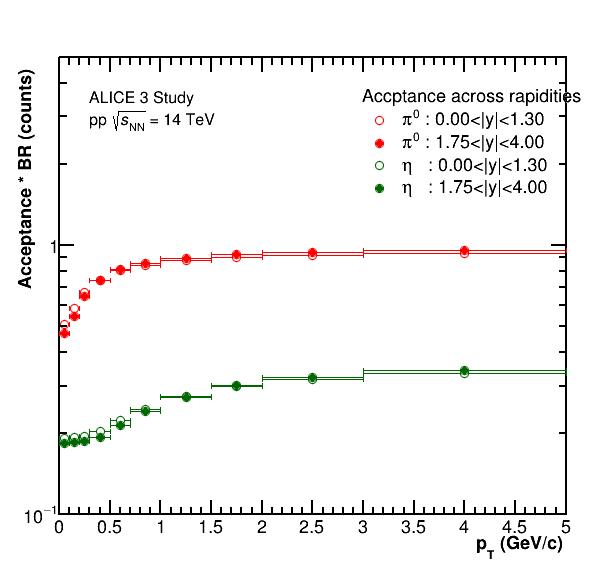 Acceptance * BR (counts)
ALICE 3 Study
pp √sNN = 14 TeV
Accptance across rapidities
π0 : 0.00<|y|<1.30
π0 : 1.75<|y|<4.00
η : 0.00<|y|<1.30
η : 1.75<|y|<4.00
1
10−1
0 0.5 1 1.5 2 2.5 3 3.5 4 4.5 5
pT (GeV/c)